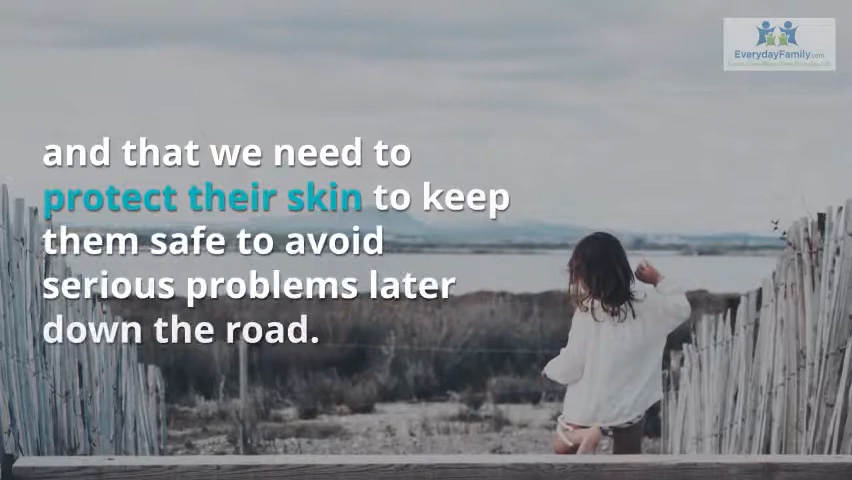 EverydayFamily.com
and that we need to
protect their skin to keep
them safe to avoid
serious problems later
down the road.